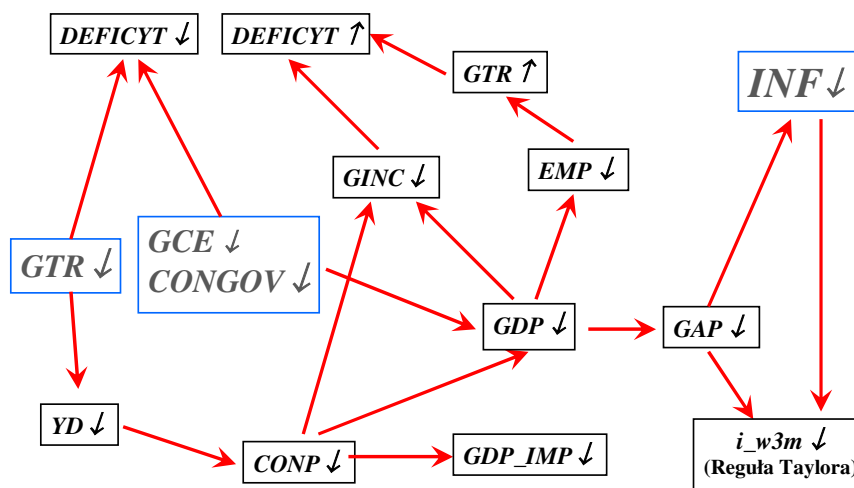 DEFICYT ↓
DEFICYT ↑
GTR ↑
INF ↓
GINC ↓
EMP ↓
GCE ↓
CONGOV ↓
GTR ↓
GDP ↓
GAP ↓
YD ↓
CONP ↓
GDP_IMP ↓
i_w3m ↓
(Reguła Taylora)